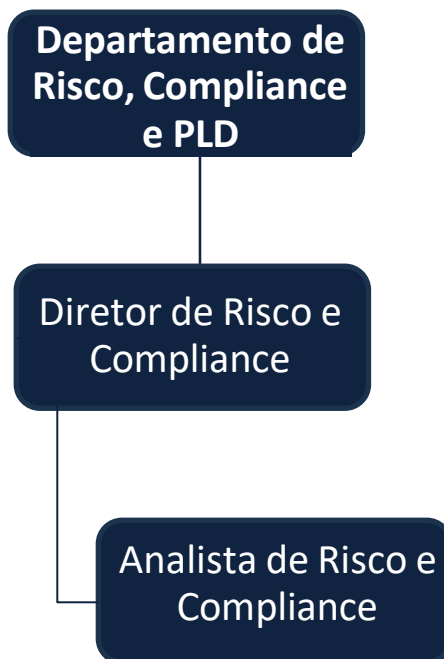 Departamento de
Risco, Compliance
e PLD
Diretor de Risco e
Compliance
Analista de Risco e
Compliance